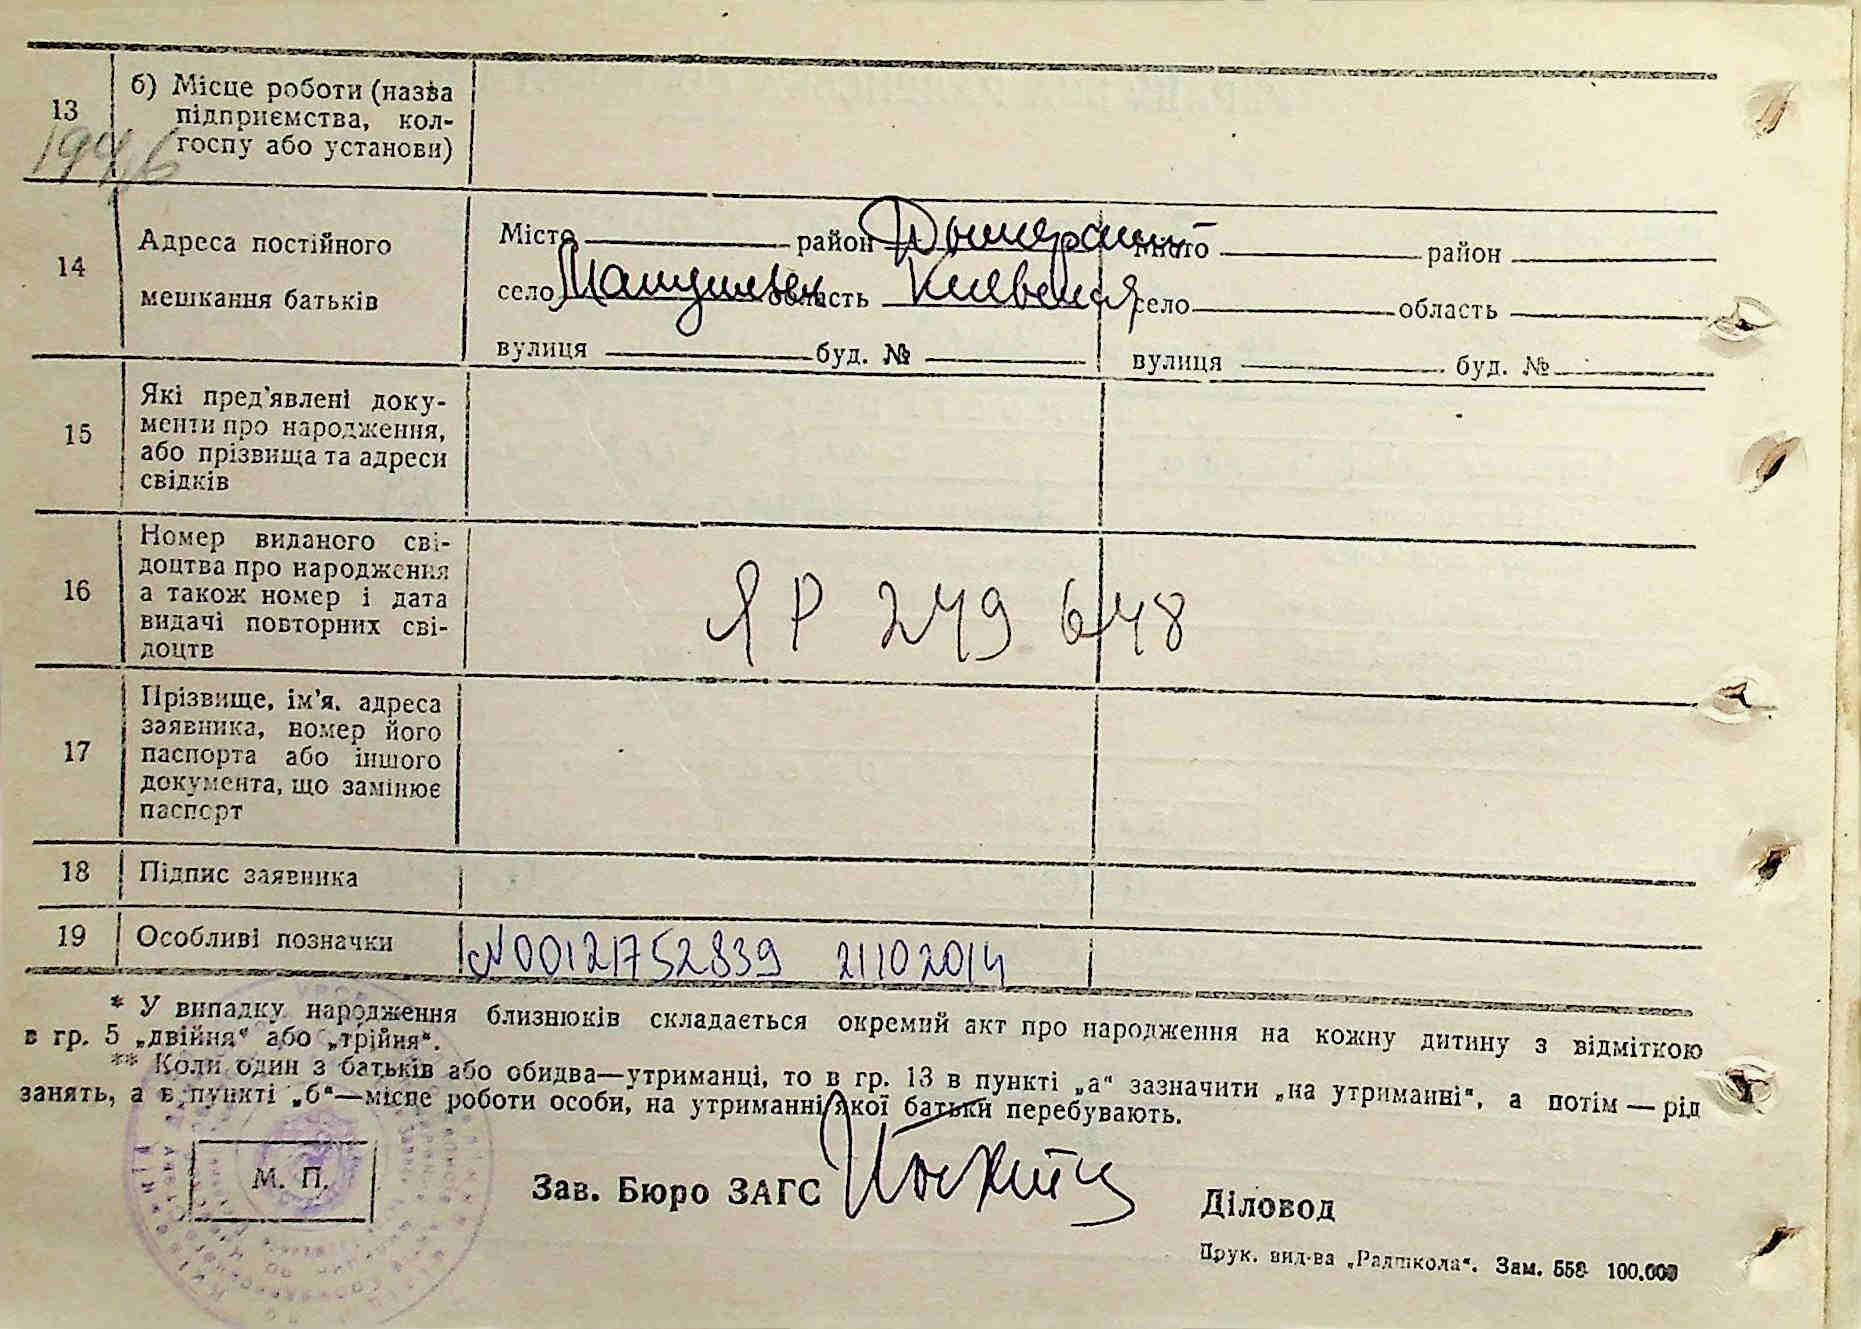 13
б) Місце роботи (назва
підприємства, кол-
госпу або установи)
1946
14
Адреса постійного
мешкання батьків
Місто район Дымерский
село область Киевская
вулиця буд. №
Місто район
село область
вулиця буд. №
15
Які пред'явлені доку-
менти про народження,
або прізвища та адреси
свідків
16
Номер виданого сві-
доцтва про народження
а також номер і дата
видачі повторних сві-
доцтв
ЯР 249 648
17
Прізвище, ім'я, адреса
заявника, номер його
паспорта або іншого
документа, що замінює
паспорт
18
Підпис заявника
19
Особливі позначки
N00121752839 21102014
* У випадку народження близнюків складається окремий акт про народження на кожну дитину з відміткою
в гр. 5 „двійня“ або „трійня“.
** Коли один з батьків або обидва—утриманці, то в гр. 13 в пункті „а“ зазначити „на утриманні“, а потім — рід
занять, а в пункті „б“—місце роботи особи, на утриманні якої батьки перебувають.
М. П.
Зав. Бюро ЗАГС
Діловод
Друк. вид-ва „Радшкола“. Зам. 558 100.000